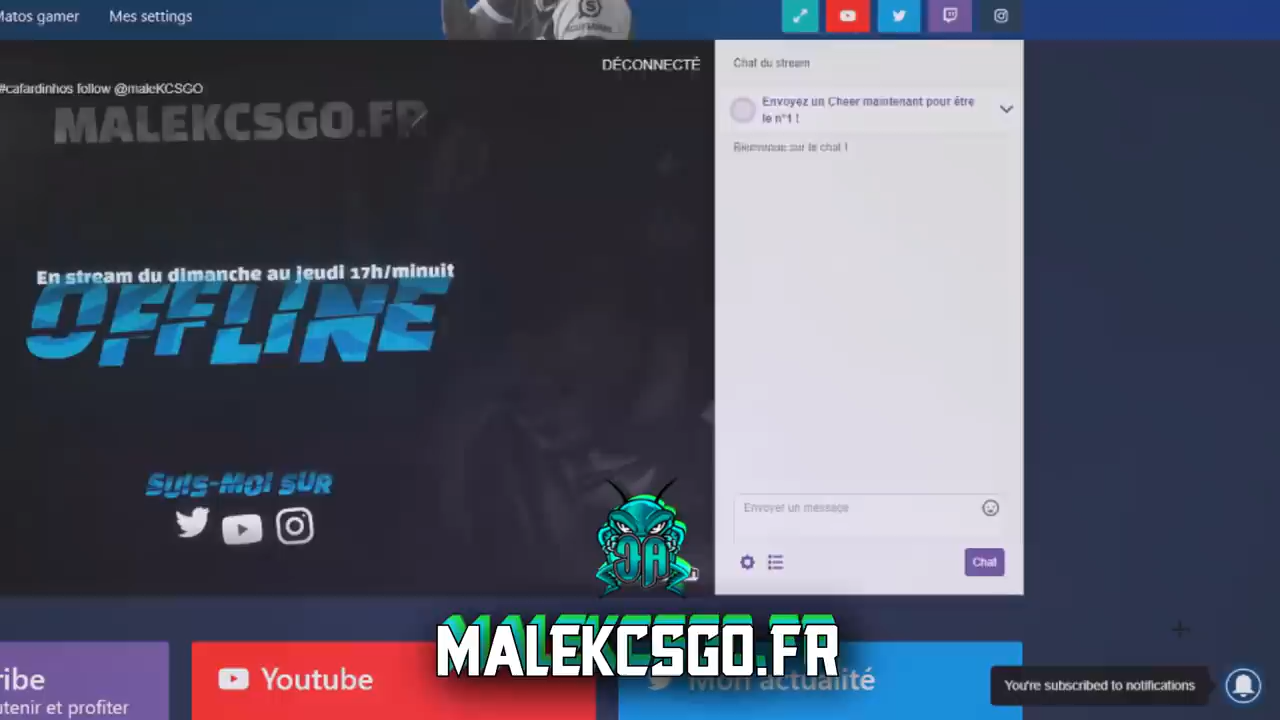 Matos gamer
Mes settings
#cafardinhos follow @maleKCSGO
DÉCONNECTÉ
MALEKCSGO.FR
En stream du dimanche au jeudi 17h/minuit
OFFLINE
SUIS-MOI SUR
Chat du stream
Envoyez un Cheer maintenant pour être
le n°1 !
Bienvenue sur le chat !
Envoyer un message
Chat
MALEKCSGO.FR
ribe
tenir et profiter
Youtube
Mon actualité
You're subscribed to notifications